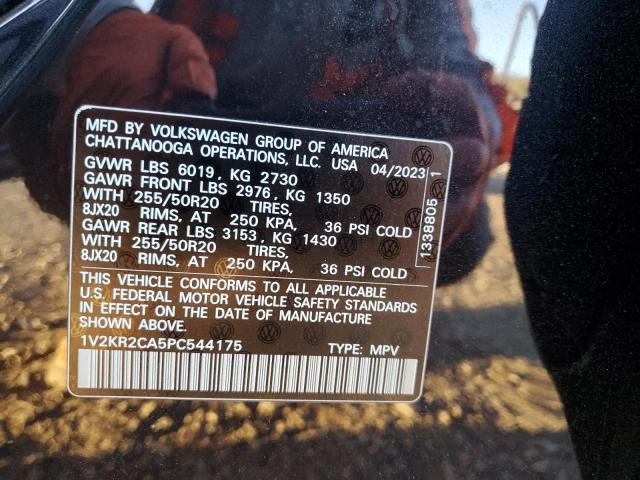 MFD BY VOLKSWAGEN GROUP OF AMERICA
CHATTANOOGA OPERATIONS, LLC. USA 04/2023
GVWR LBS 6019, KG 2730
GAWR FRONT LBS 2976, KG 1350
WITH 255/50R20 TIRES,
8JX20 RIMS, AT 250 KPA, 36 PSI COLD
GAWR REAR LBS 3153, KG 1430
WITH 255/50R20 TIRES,
8JX20 RIMS, AT 250 KPA, 36 PSI COLD
THIS VEHICLE CONFORMS TO ALL APPLICABLE
U.S. FEDERAL MOTOR VEHICLE SAFETY STANDARDS
IN EFFECT ON THE DATE OF MANUFACTURE
SHOWN ABOVE
1V2KR2CA5PC544175 TYPE: MPV
1338805 1